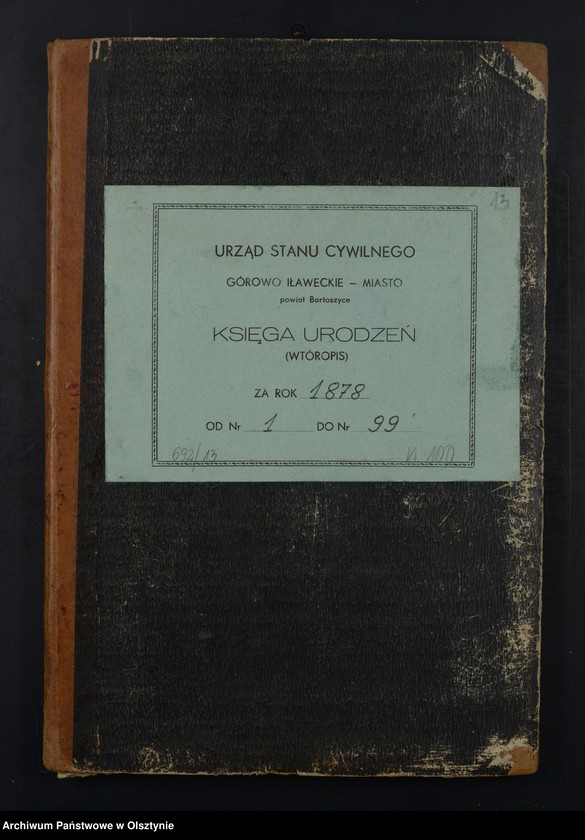 13
URZĄD STANU CYWILNEGO
GÓROWO IŁAWECKIE – MIASTO
powiat Bartoszyce
KSIĘGA URODZEŃ
(WTÓROPIS)
ZA ROK 1878
OD Nr 1 DO Nr 99
692/13
Archiwum Państwowe w Olsztynie